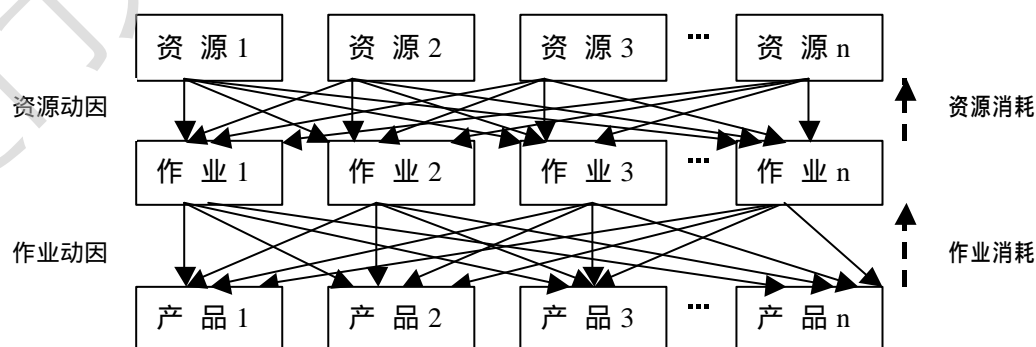 资 源 1 资 源 2 资 源 3 ... 资 源 n
资源动因 资源消耗
作 业 1 作 业 2 作 业 3 ... 作 业 n
作业动因 作业消耗
产 品 1 产 品 2 产 品 3 ... 产 品 n